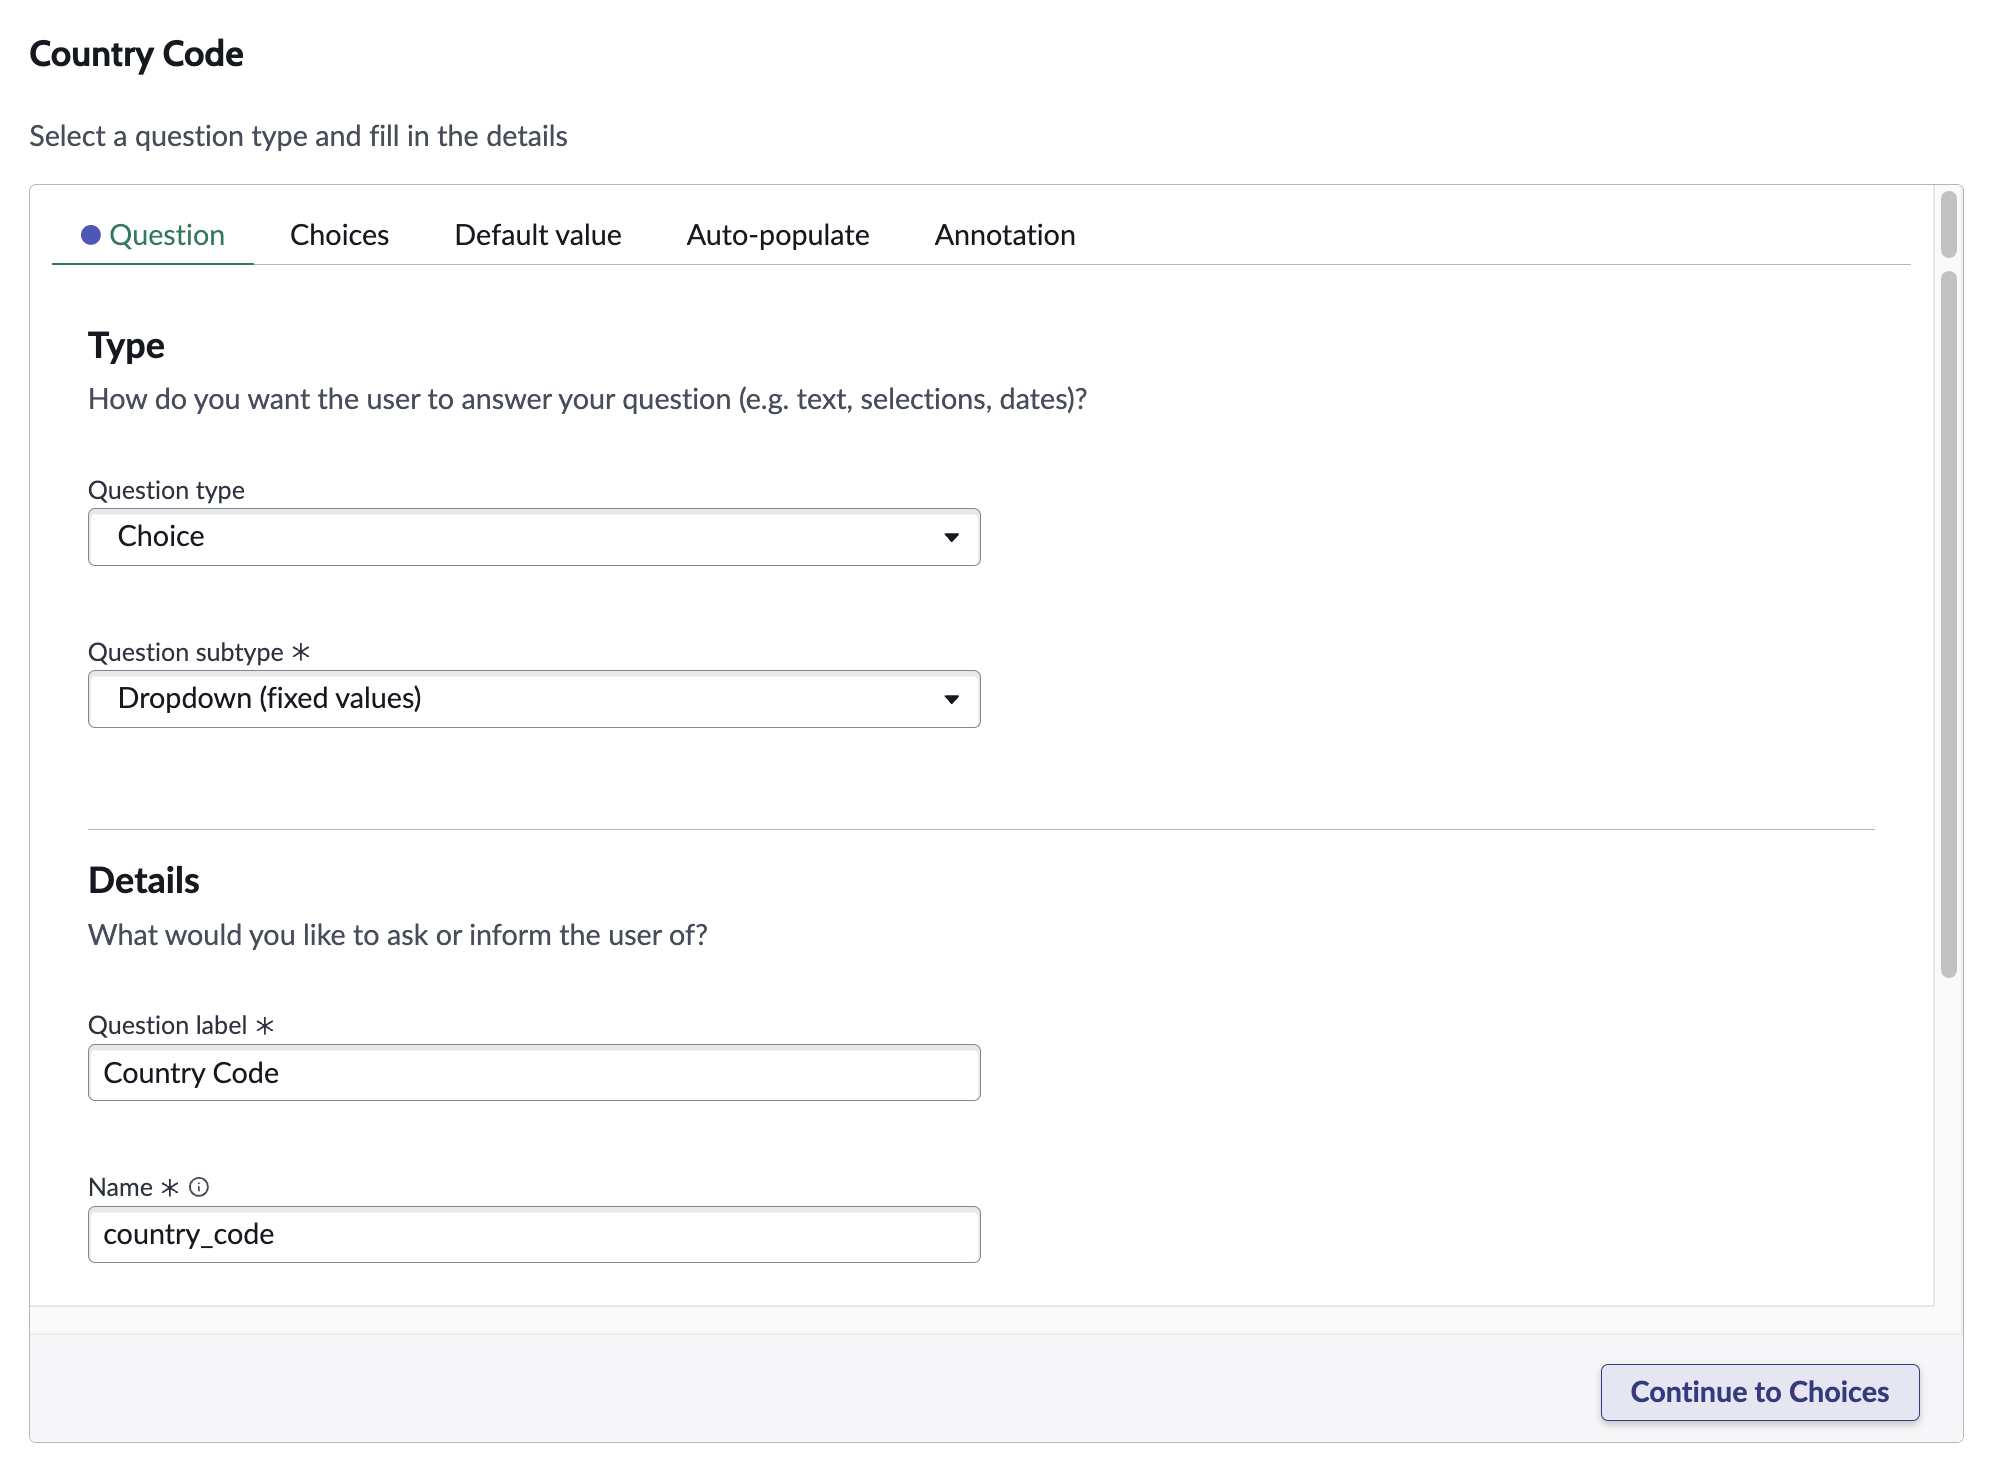 Country Code
Select a question type and fill in the details
Question Choices Default value Auto-populate Annotation
Type
How do you want the user to answer your question (e.g. text, selections, dates)?
Question type
Choice
Question subtype *
Dropdown (fixed values)
Details
What would you like to ask or inform the user of?
Question label *
Country Code
Name *
country_code
Continue to Choices